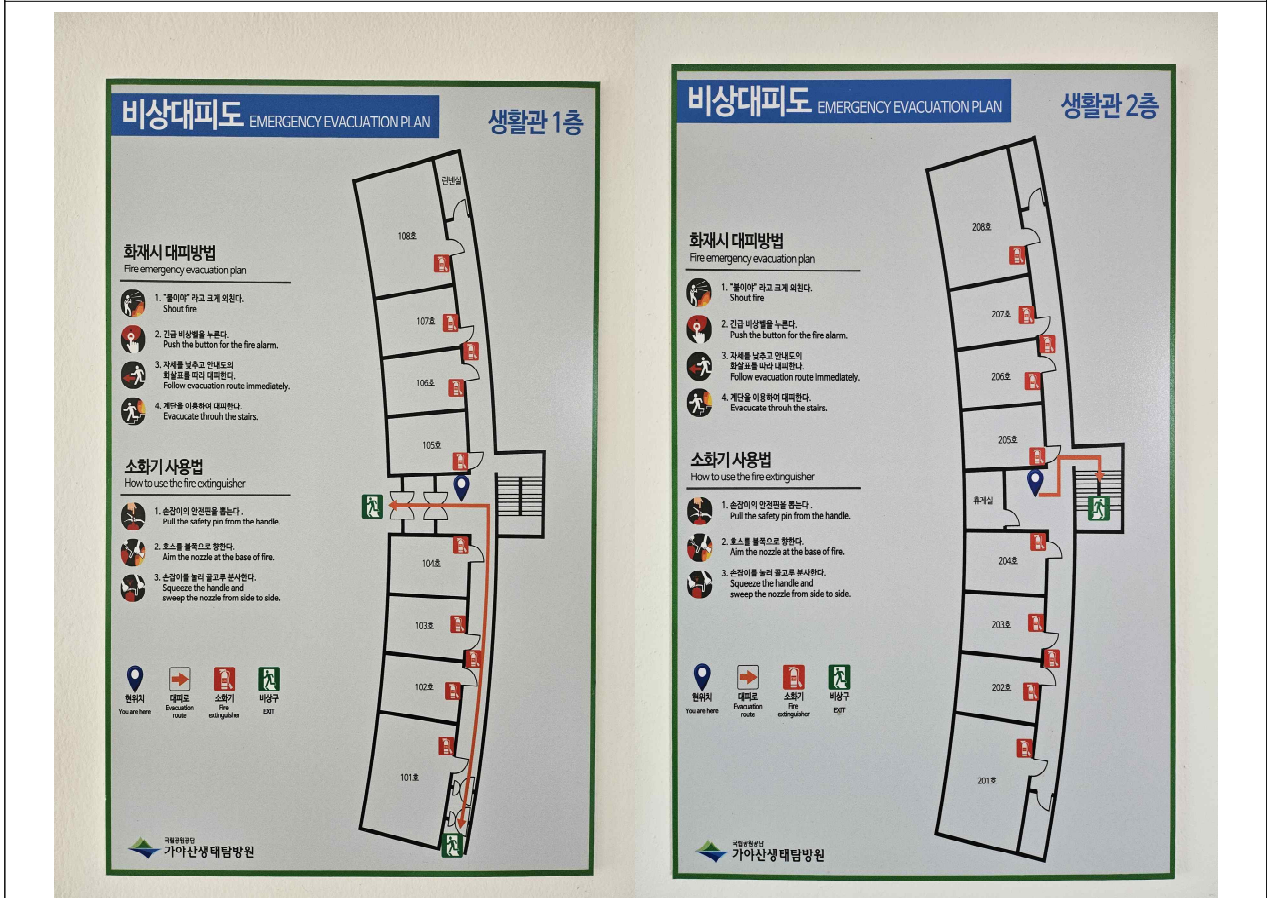 비상대피도 EMERGENCY EVACUATION PLAN
생활관 1층
화재시 대피방법
Fire emergency evacuation plan
1. "불이야" 라고 크게 외친다.
Shout fire
2. 긴급 비상벨을 누른다.
Push the button for the fire alarm.
3. 자세를 낮추고 안내도의
화살표를 따라 대피한다.
Follow evacuation route immediately.
4. 계단을 이용하여 대피한다.
Evacucate throuh the stairs.
소화기 사용법
How to use the fire extinguisher
1. 손잡이의 안전핀을 뽑는다.
Pull the safety pin from the handle.
2. 호스를 불쪽으로 향한다.
Aim the nozzle at the base of fire.
3. 손잡이를 눌러 골고루 분사한다.
Squeeze the handle and
sweep the nozzle from side to side.
현위치
You are here
대피로
Evacuation
route
소화기
Fire
extinguisher
비상구
EXIT
린넨실
108호
107호
106호
105호
104호
103호
102호
101호
국립공원공단
가야산생태탐방원
비상대피도 EMERGENCY EVACUATION PLAN
생활관 2층
화재시 대피방법
Fire emergency evacuation plan
1. "불이야" 라고 크게 외친다.
Shout fire
2. 긴급 비상벨을 누른다.
Push the button for the fire alarm.
3. 자세를 낮추고 안내도의
화살표를 따라 대피한다.
Follow evacuation route immediately.
4. 계단을 이용하여 대피한다.
Evacucate throuh the stairs.
소화기 사용법
How to use the fire extinguisher
1. 손잡이의 안전핀을 뽑는다.
Pull the safety pin from the handle.
2. 호스를 불쪽으로 향한다.
Aim the nozzle at the base of fire.
3. 손잡이를 눌러 골고루 분사한다.
Squeeze the handle and
sweep the nozzle from side to side.
현위치
You are here
대피로
Evacuation
route
소화기
Fire
extinguisher
비상구
EXIT
208호
207호
206호
205호
휴게실
204호
203호
202호
201호
국립공원공단
가야산생태탐방원